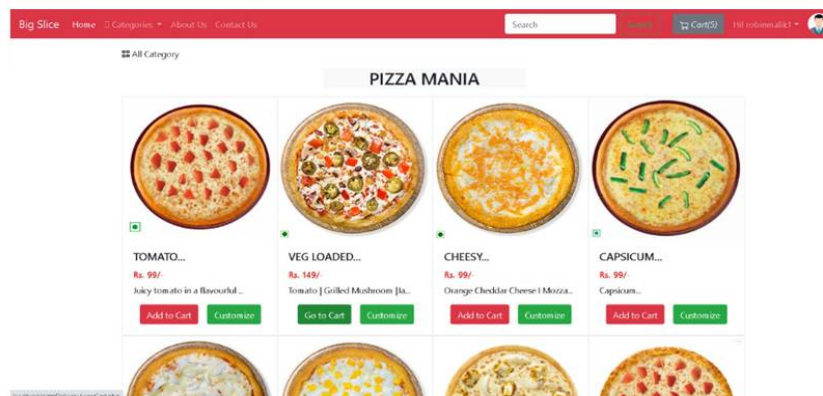 Big Slice Home Categories About Us Contact Us Search Cart(5) Hi! robinmallik1
All Category
PIZZA MANIA
TOMATO... VEG LOADED... CHEESY... CAPSICUM...
Rs. 99/- Rs. 149/- Rs. 99/- Rs. 99/-
Juicy tomato in a flavourful ... Tomato | Grilled Mushroom |Ja... Orange Cheddar Cheese I Mozza... Capsicum...
Add to Cart Customize Go to Cart Customize Add to Cart Customize Add to Cart Customize